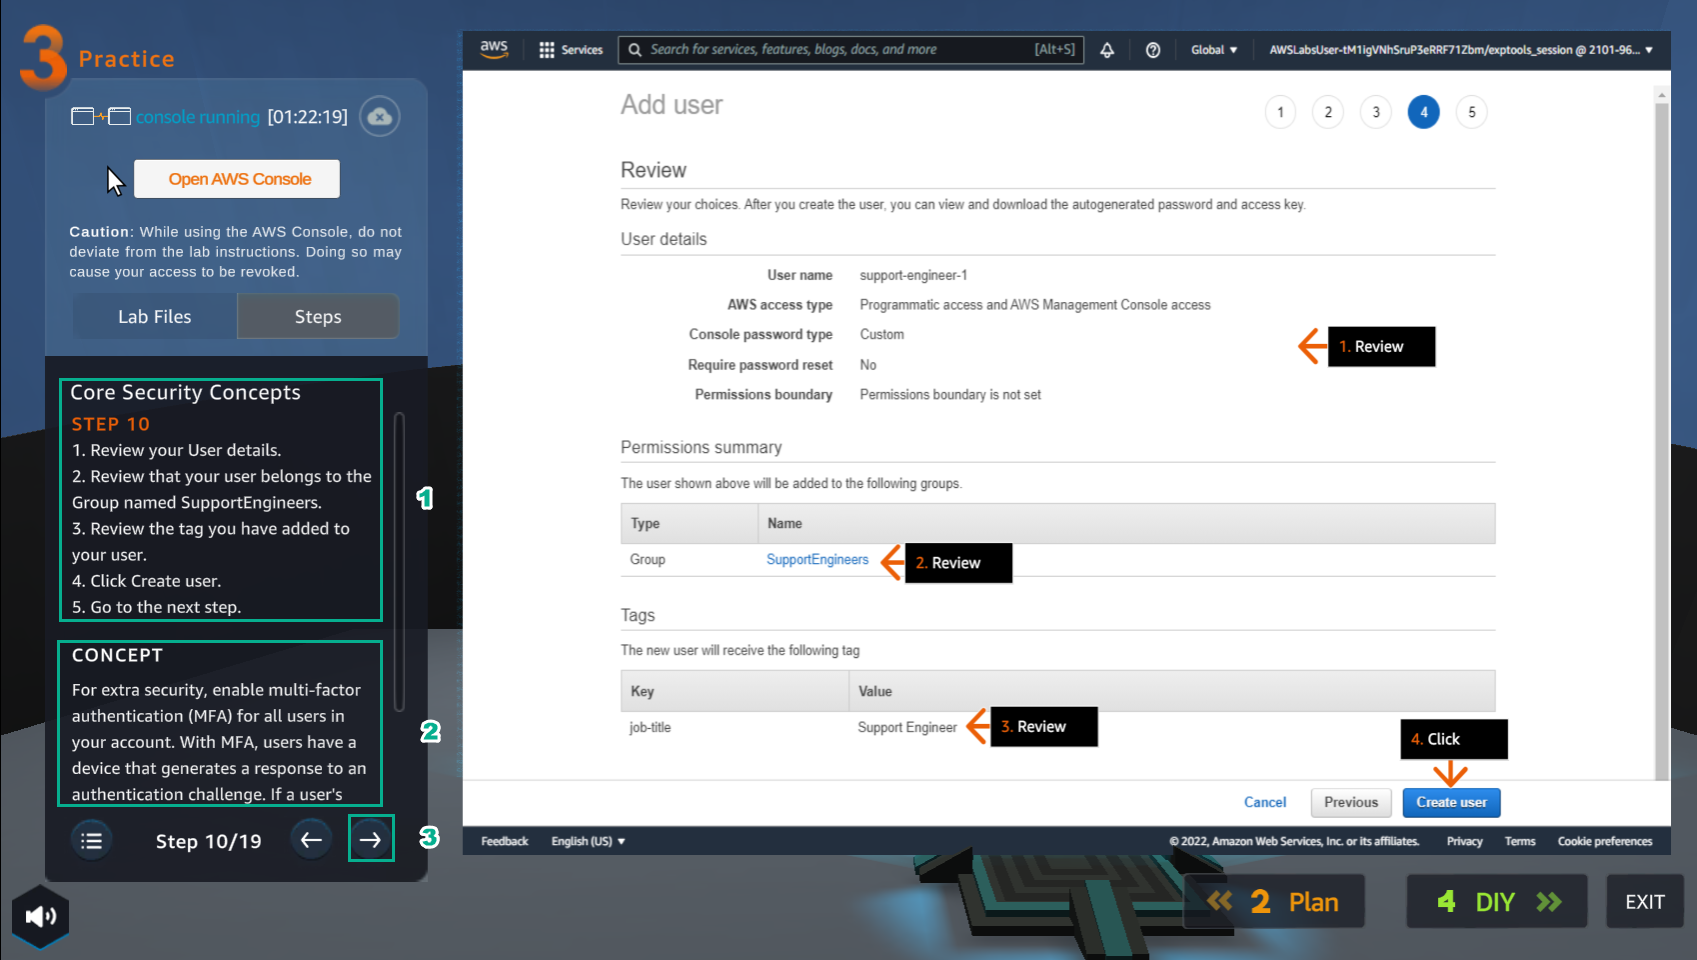 3 Practice
console running [01:22:19]
Open AWS Console
Caution: While using the AWS Console, do not
deviate from the lab instructions. Doing so may
cause your access to be revoked.
Lab Files
Steps
Core Security Concepts
STEP 10
1. Review your User details.
2. Review that your user belongs to the
Group named SupportEngineers.
3. Review the tag you have added to
your user.
4. Click Create user.
5. Go to the next step.
1
CONCEPT
For extra security, enable multi-factor
authentication (MFA) for all users in
your account. With MFA, users have a
device that generates a response to an
authentication challenge. If a user's
2
Step 10/19
3
aws
Services
Search for services, features, blogs, docs, and more
[Alt+S]
Global
AWSLabsUser-tM1igVNhSruP3eRRF71Zbm/exptools_session @ 2101-96...
Add user
1 2 3 4 5
Review
Review your choices. After you create the user, you can view and download the autogenerated password and access key.
User details
User name support-engineer-1
AWS access type Programmatic access and AWS Management Console access
Console password type Custom
1. Review
Require password reset No
Permissions boundary Permissions boundary is not set
Permissions summary
The user shown above will be added to the following groups.
Type Name
Group SupportEngineers
2. Review
Tags
The new user will receive the following tag
Key Value
job-title Support Engineer
3. Review
4. Click
Cancel
Previous
Create user
Feedback
English (US)
© 2022, Amazon Web Services, Inc. or its affiliates.
Privacy
Terms
Cookie preferences
2 Plan
4 DIY
EXIT